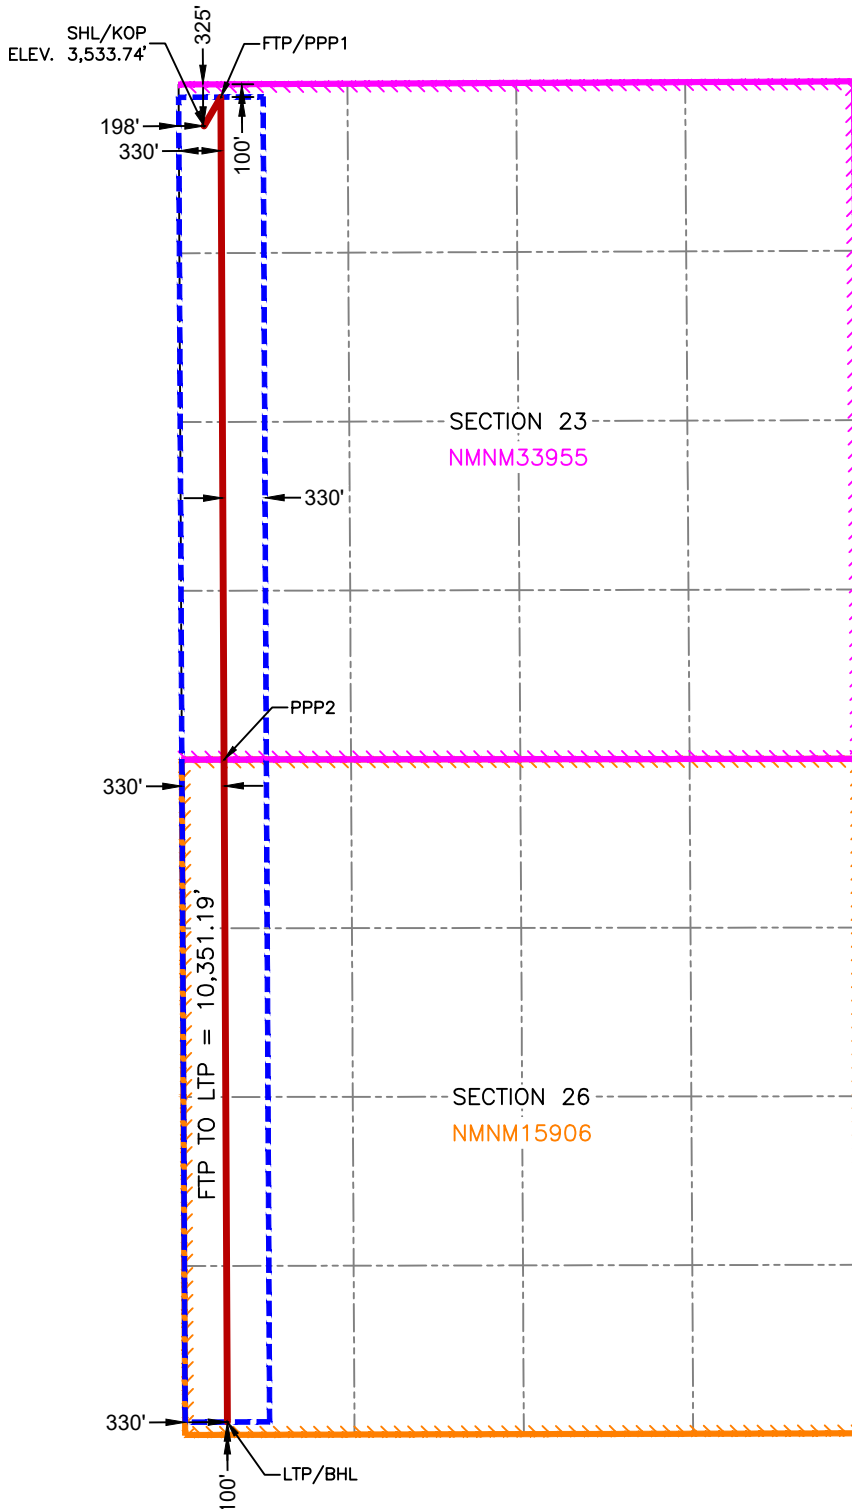 SHL/KOP
ELEV. 3,533.74'
325'
FTP/PPP1
198'
330'
100'
SECTION 23
NMNM33955
330'
PPP2
330'
FTP TO LTP = 10,351.19'
SECTION 26
NMNM15906
330'
LTP/BHL
100'